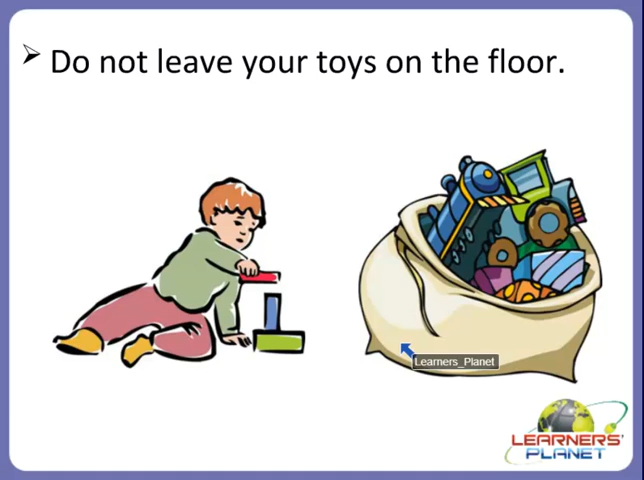 Do not leave your toys on the floor.
Learners_Planet
LEARNERS'
PLANET